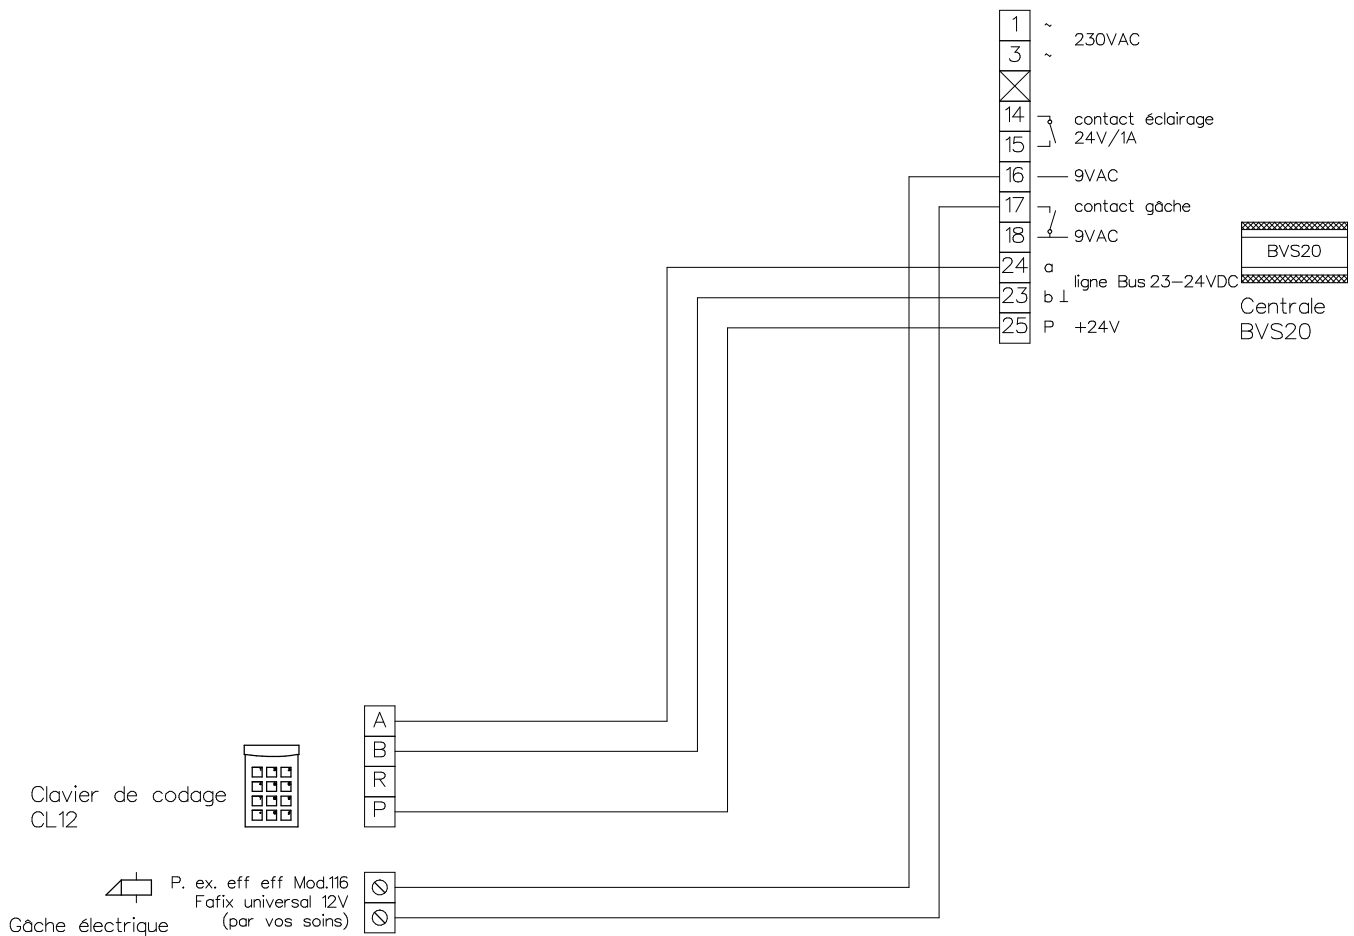 1 ~
230VAC
3 ~
14
contact éclairage
15
24V/1A
16
9VAC
17
contact gâche
18
9VAC
BVS20
24
a
ligne Bus 23-24VDC
23
b ⊥
Centrale
BVS20
25
P
+24V
A
B
R
P
Clavier de codage
CL12
P. ex. eff eff Mod.116
Fafix universal 12V
(par vos soins)
Gâche électrique